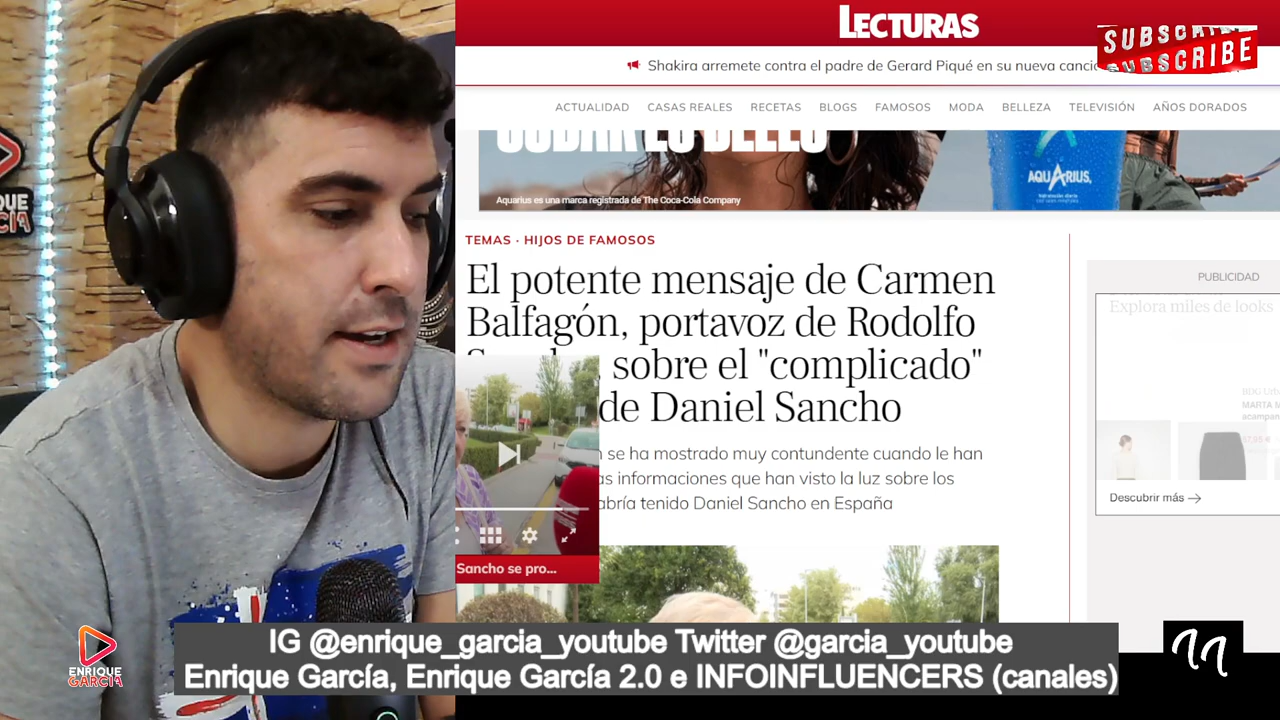 LECTURAS
SUBSCRIBE
SUBSCRIBE
Shakira arremete contra el padre de Gerard Piqué en su nueva
ACTUALIDAD CASAS REALES RECETAS BLOGS FAMOSOS MODA BELLEZA TELEVISIÓN AÑOS DORADOS
AQUARIUS
Aquarius es una marca registrada de The Coca-Cola Company
TEMAS · HIJOS DE FAMOSOS
El potente mensaje de Carmen
Balfagón, portavoz de Rodolfo
sobre el "complicado"
de Daniel Sancho
se ha mostrado muy contundente cuando le han
informaciones que han visto la luz sobre los
tenido Daniel Sancho en España
Sancho se pro...
PUBLICIDAD
Explora miles de looks
MARTA M
Descubrir más →
IG @enrique_garcia_youtube Twitter @garcia_youtube
Enrique García, Enrique García 2.0 e INFOINFLUENCERS (canales)
ENRIQUE
GARCÍA